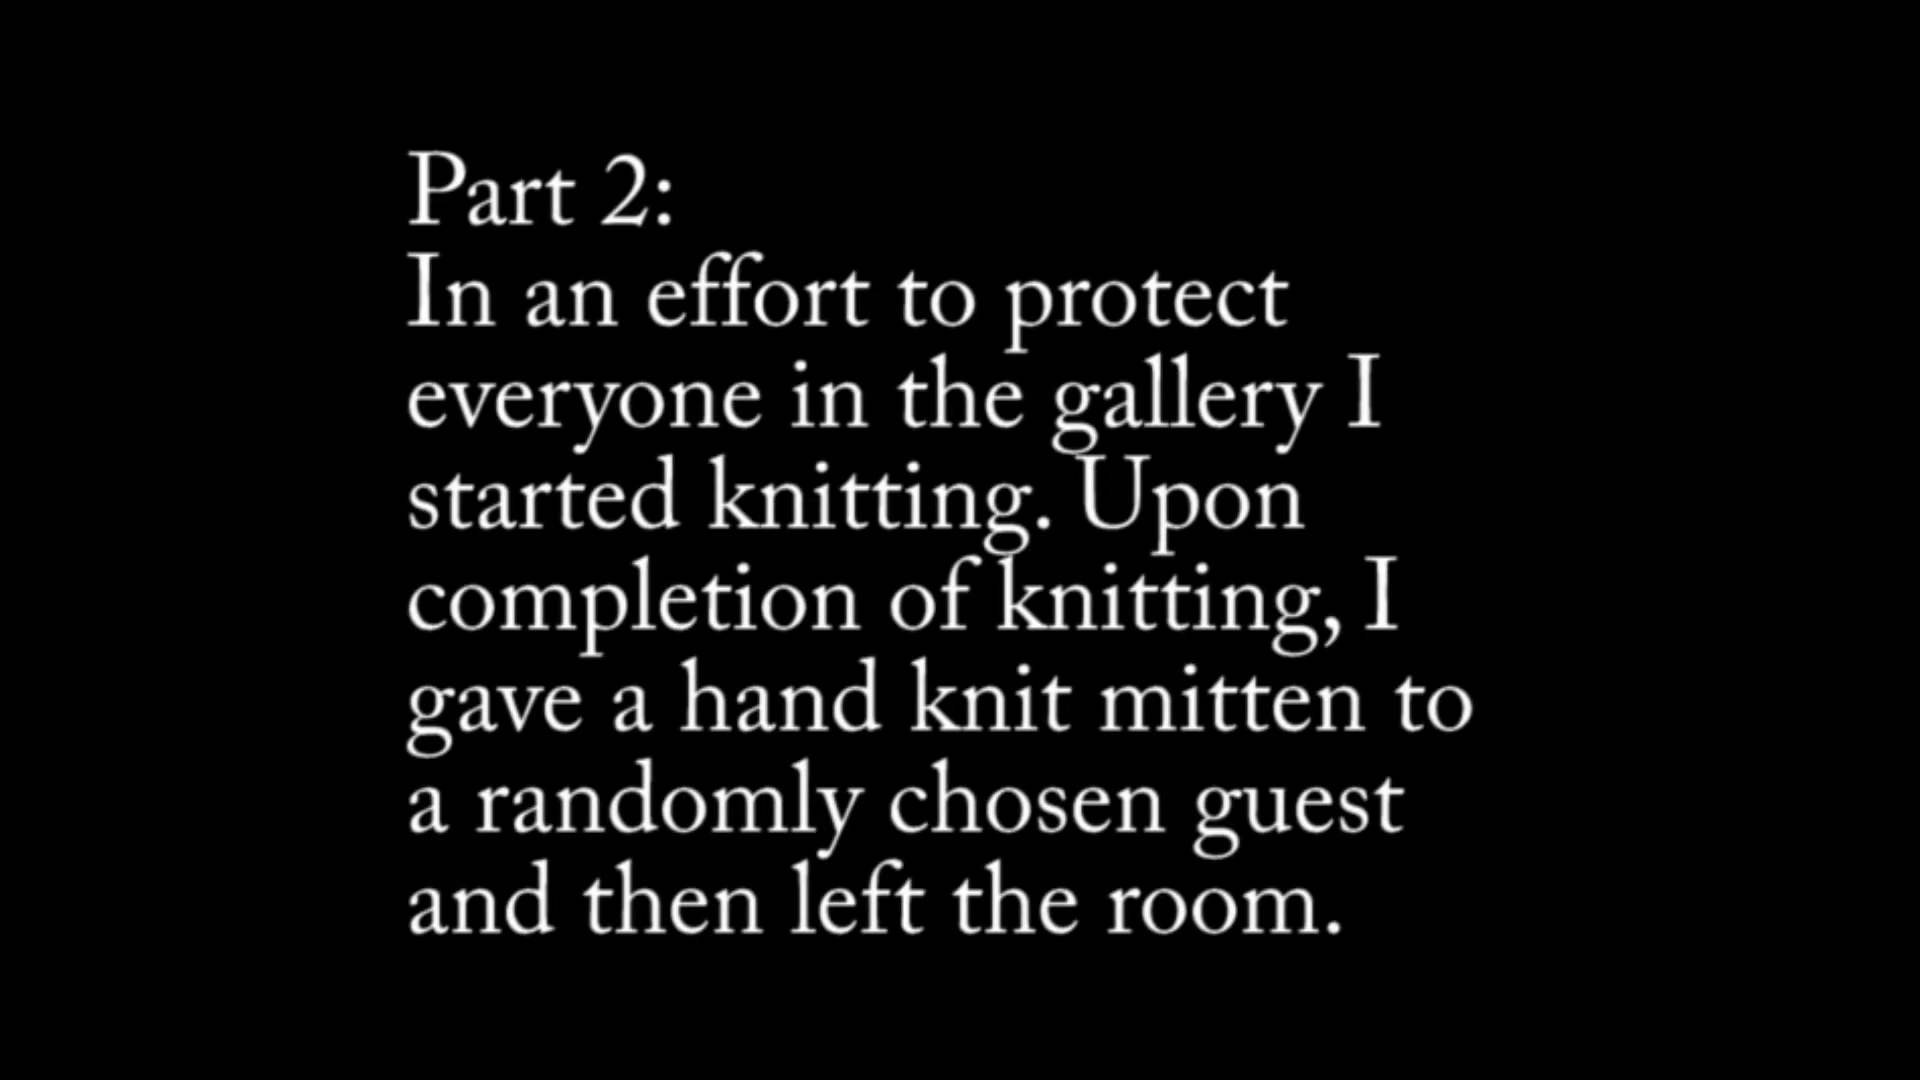 Part 2:
In an effort to protect
everyone in the gallery I
started knitting. Upon
completion of knitting, I
gave a hand knit mitten to
a randomly chosen guest
and then left the room.